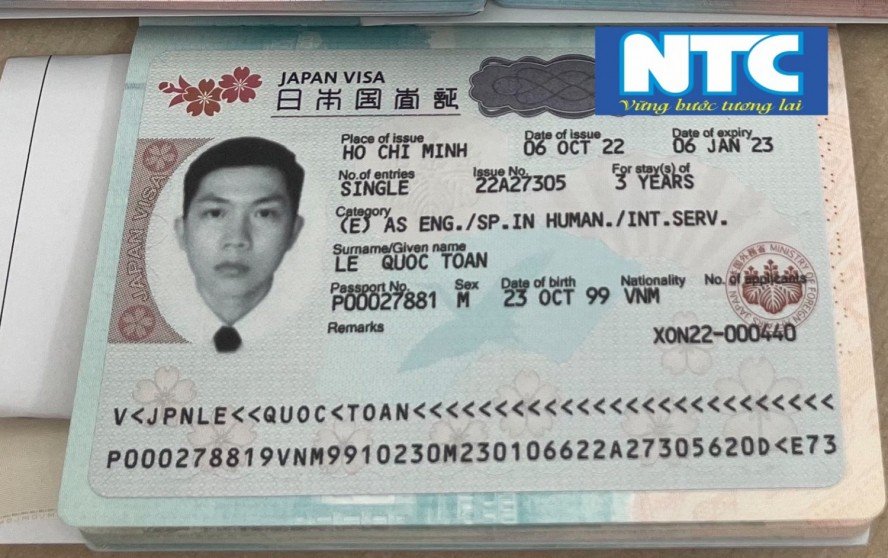 NTC
Vững bước tương lai
JAPAN VISA
日本国査証
Place of issue Date of issue Date of expiry
HO CHI MINH 06 OCT 22 06 JAN 23
No.of entries Issue No. For stay(s) of
SINGLE 22A27305 3 YEARS
Category
(E) AS ENG./SP.IN HUMAN./INT.SERV.
Surname/Given name
LE QUOC TOAN
Passport No. Sex Date of birth Nationality No. of applicants
P00027881 M 23 OCT 99 VNM
Remarks
XON22-000440
JAPAN VISA
V<JPNLE<<QUOC<TOAN<<<<<<<<<<<<<<<<<<<<<<<<<<
P000278819VNM9910230M230106622A27305620D<E73